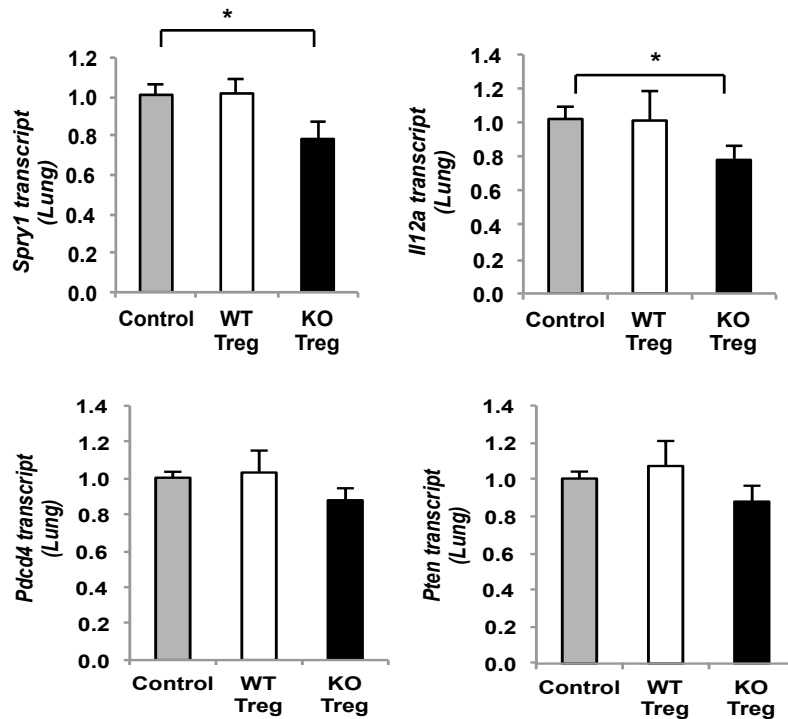 *
1.2
1.0
0.8
0.6
0.4
0.2
0.0
Spry1 transcript
(Lung)
Control
WT
Treg
KO
Treg
*
1.4
1.2
1.0
0.8
0.6
0.4
0.2
0.0
Il12a transcript
(Lung)
Control
WT
Treg
KO
Treg
1.4
1.2
1.0
0.8
0.6
0.4
0.2
0.0
Pdcd4 transcript
(Lung)
Control
WT
Treg
KO
Treg
1.4
1.2
1.0
0.8
0.6
0.4
0.2
0.0
Pten transcript
(Lung)
Control
WT
Treg
KO
Treg